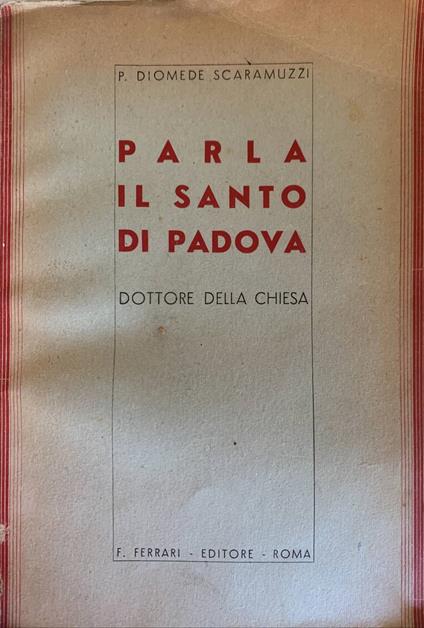 P. DIOMEDE SCARAMUZZI
PARLA
IL SANTO
DI PADOVA
DOTTORE DELLA CHIESA
F. FERRARI - EDITORE - ROMA